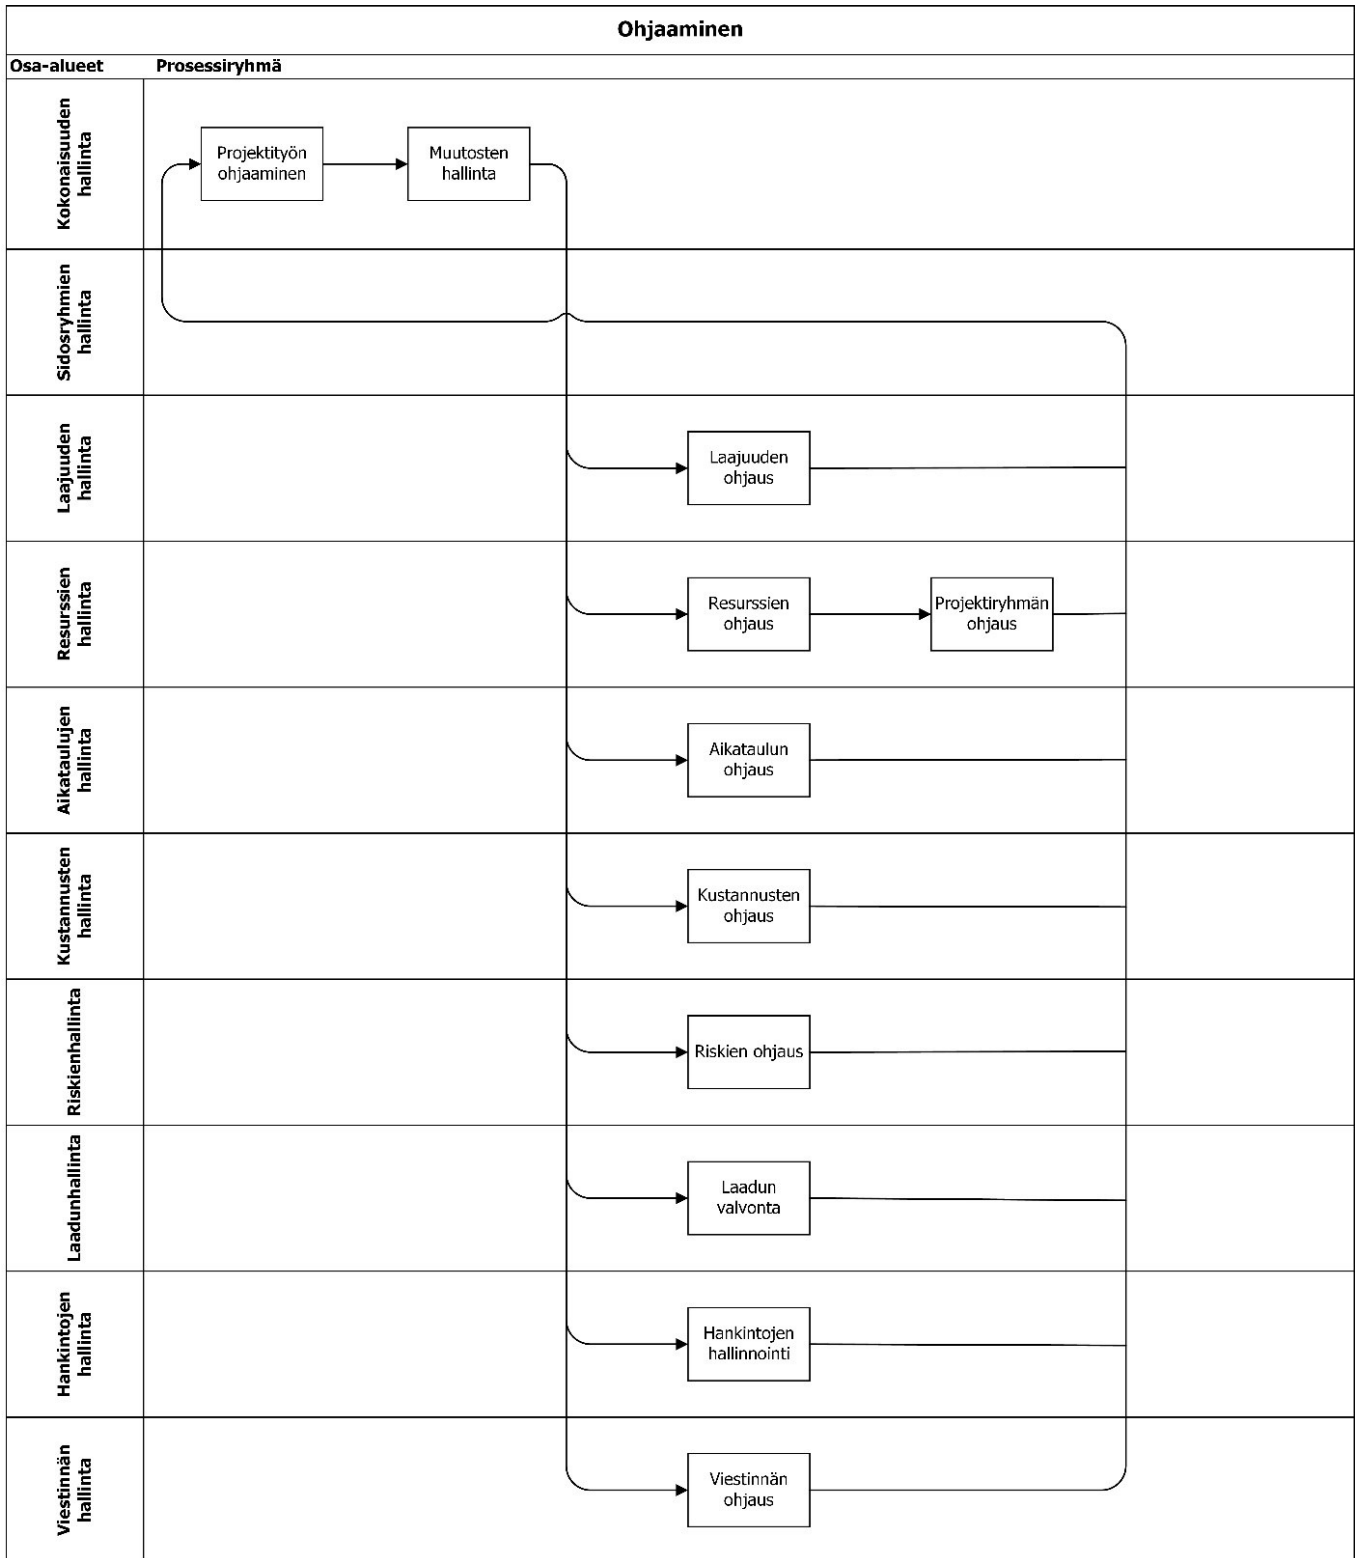 Ohjaaminen
Osa-alueet
Prosessiryhmä
Kokonaisuuden
hallinta
Projektityön
ohjaaminen
Muutosten
hallinta
Sidosryhmien
hallinta
Laajuuden
hallinta
Laajuuden
ohjaus
Resurssien
hallinta
Resurssien
ohjaus
Projektiryhmän
ohjaus
Aikataulujen
hallinta
Aikataulun
ohjaus
Kustannusten
hallinta
Kustannusten
ohjaus
Riskienhallinta
Riskien ohjaus
Laadunhallinta
Laadun
valvonta
Hankintojen
hallinta
Hankintojen
hallinnointi
Viestinnän
hallinta
Viestinnän
ohjaus